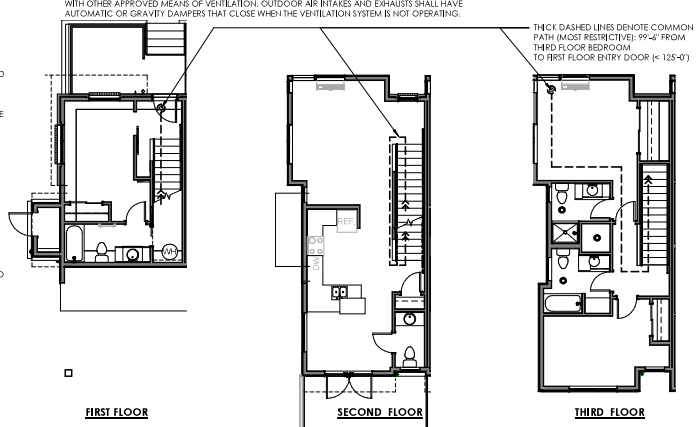 WITH OTHER APPROVED MEANS OF VENTILATION. OUTDOOR AIR INTAKES AND EXHAUSTS SHALL HAVE
AUTOMATIC OR GRAVITY DAMPERS THAT CLOSE WHEN THE VENTILATION SYSTEM IS NOT OPERATING.
THICK DASHED LINES DENOTE COMMON
PATH (MOST RESTRICTIVE): 99'-6" FROM
THIRD FLOOR BEDROOM
TO FIRST FLOOR ENTRY DOOR (< 125'-0")
REF.
DW
WH
FIRST FLOOR
SECOND FLOOR
THIRD FLOOR